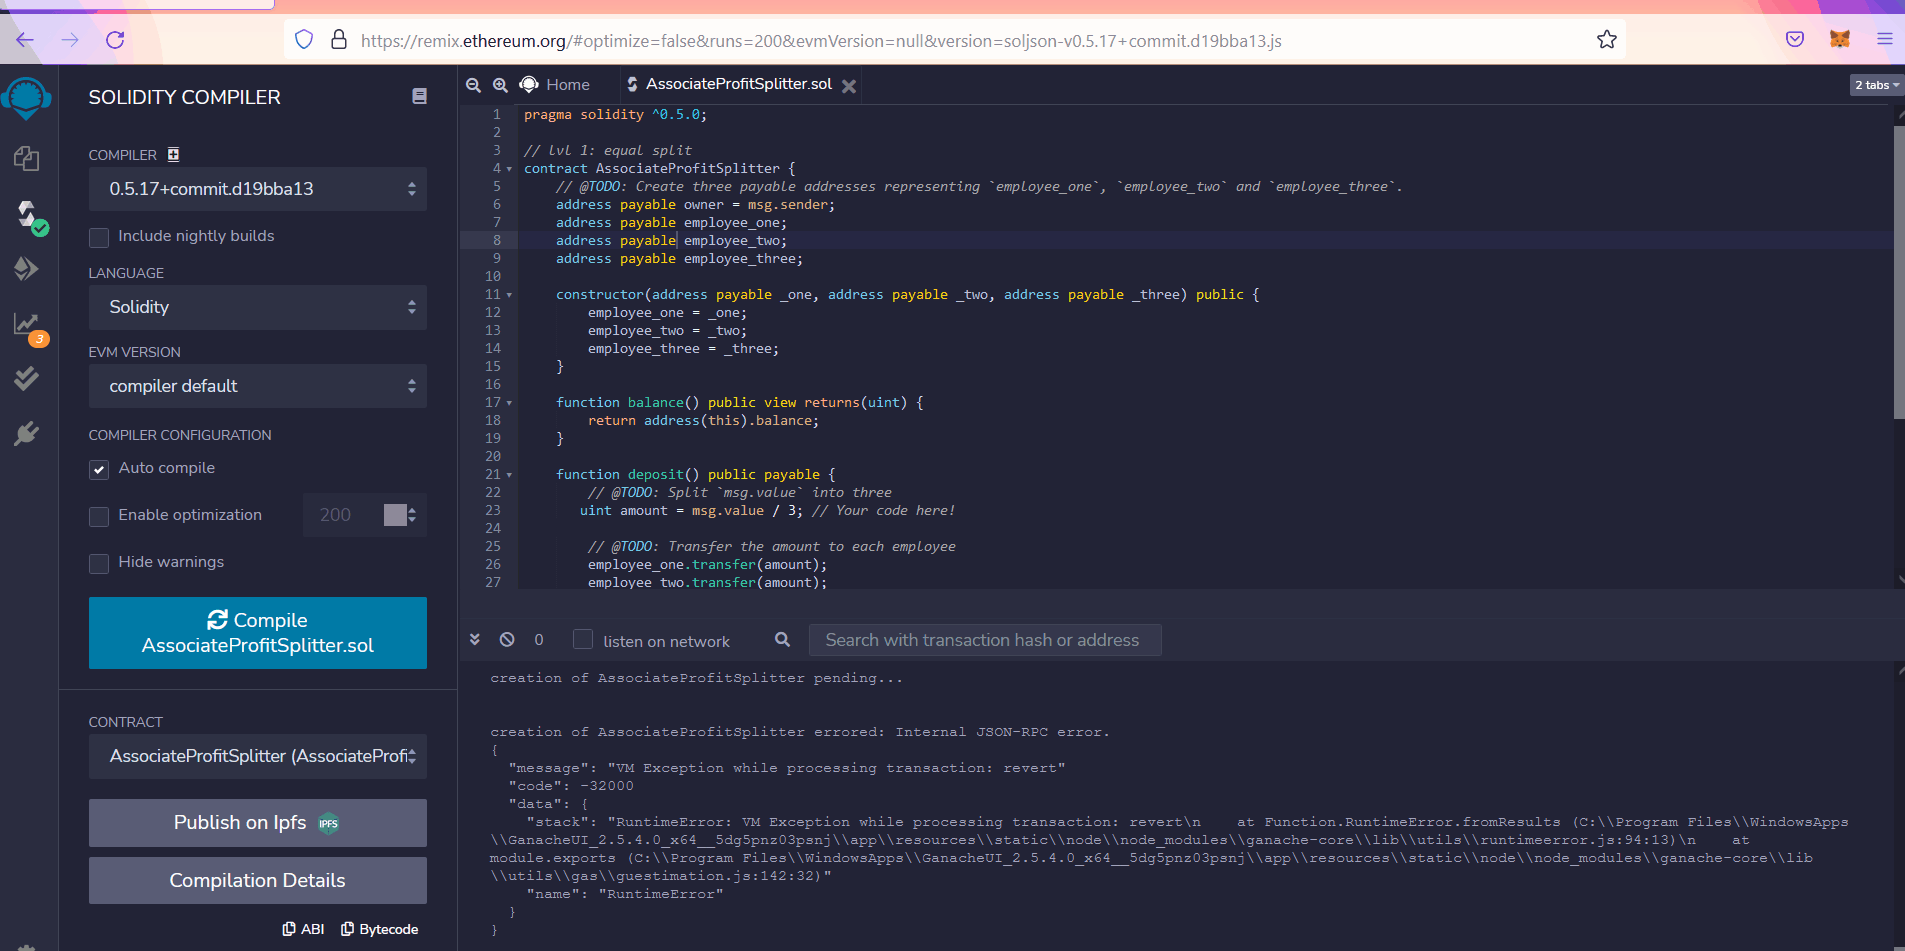 https://remix.ethereum.org/#optimize=false&runs=200&evmVersion=null&version=soljson-v0.5.17+commit.d19bba13.js
SOLIDITY COMPILER
COMPILER
0.5.17+commit.d19bba13
Include nightly builds
LANGUAGE
Solidity
EVM VERSION
compiler default
COMPILER CONFIGURATION
Auto compile
Enable optimization
200
Hide warnings
Compile
AssociateProfitSplitter.sol
CONTRACT
AssociateProfitSplitter (AssociateProfi
Publish on Ipfs IPFS
Compilation Details
ABI Bytecode
3
Home AssociateProfitSplitter.sol 2 tabs
1 pragma solidity ^0.5.0;
2
3 // lvl 1: equal split
4 contract AssociateProfitSplitter {
5 // @TODO: Create three payable addresses representing `employee_one`, `employee_two` and `employee_three`.
6 address payable owner = msg.sender;
7 address payable employee_one;
8 address payable employee_two;
9 address payable employee_three;
10
11 constructor(address payable _one, address payable _two, address payable _three) public {
12 employee_one = _one;
13 employee_two = _two;
14 employee_three = _three;
15 }
16
17 function balance() public view returns(uint) {
18 return address(this).balance;
19 }
20
21 function deposit() public payable {
22 // @TODO: Split `msg.value` into three
23 uint amount = msg.value / 3; // Your code here!
24
25 // @TODO: Transfer the amount to each employee
26 employee_one.transfer(amount);
27 employee_two.transfer(amount);
0 listen on network Search with transaction hash or address
creation of AssociateProfitSplitter pending...
creation of AssociateProfitSplitter errored: Internal JSON-RPC error.
{
"message": "VM Exception while processing transaction: revert"
"code": -32000
"data": {
"stack": "RuntimeError: VM Exception while processing transaction: revert\n at Function.RuntimeError.fromResults (C:\\Program Files\\WindowsApps
\\GanacheUI_2.5.4.0_x64__5dg5pnz03psnj\\app\\resources\\static\\node\\node_modules\\ganache-core\\lib\\utils\\runtimeerror.js:94:13)\n at
module.exports (C:\\Program Files\\WindowsApps\\GanacheUI_2.5.4.0_x64__5dg5pnz03psnj\\app\\resources\\static\\node\\node_modules\\ganache-core\\lib
\\utils\\gas\\guestimation.js:142:32)"
"name": "RuntimeError"
}
}